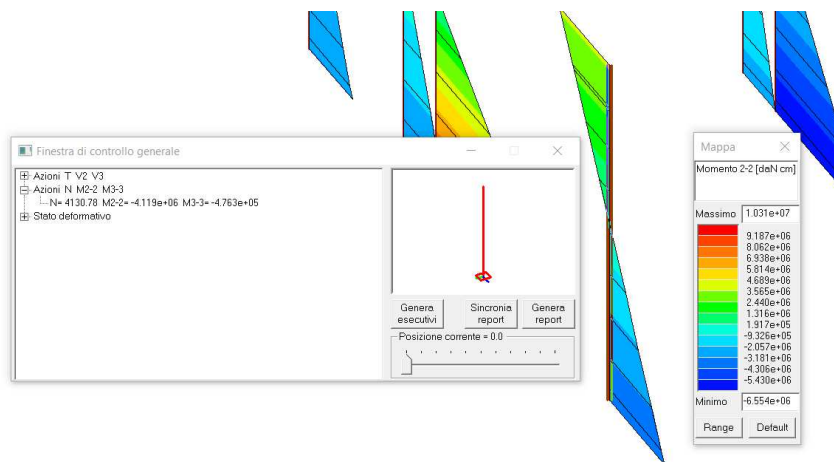 Finestra di controllo generale
Azioni T V2 V3
Azioni N M2-2 M3-3
N= 4130.78 M2-2= -4.119e+06 M3-3= -4.763e+05
Stato deformativo
Genera esecutivi
Sincronia report
Genera report
Posizione corrente = 0.0
Mappa
Momento 2-2 [daN cm]
Massimo 1.031e+07
9.187e+06
8.062e+06
6.938e+06
5.814e+06
4.689e+06
3.565e+06
2.440e+06
1.316e+06
1.917e+05
-9.326e+05
-2.057e+06
-3.181e+06
-4.306e+06
-5.430e+06
Minimo -6.554e+06
Range Default